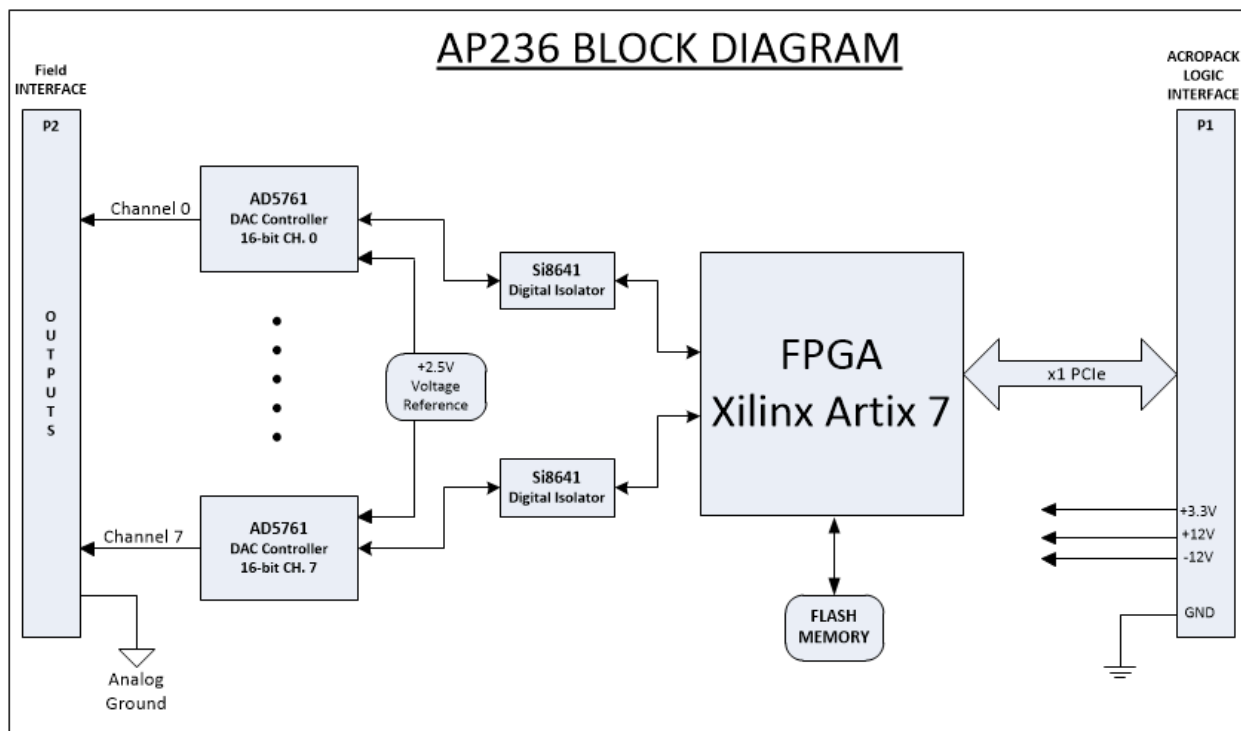 AP236 BLOCK DIAGRAM
Field
INTERFACE
P2
OUTPUTS
Channel 0
AD5761
DAC Controller
16-bit CH. 0
Si8641
Digital Isolator
+2.5V
Voltage
Reference
FPGA
Xilinx Artix 7
x1 PCIe
ACROPACK
LOGIC
INTERFACE
P1
Si8641
Digital Isolator
Channel 7
AD5761
DAC Controller
16-bit CH. 7
FLASH
MEMORY
+3.3V
+12V
-12V
GND
Analog
Ground